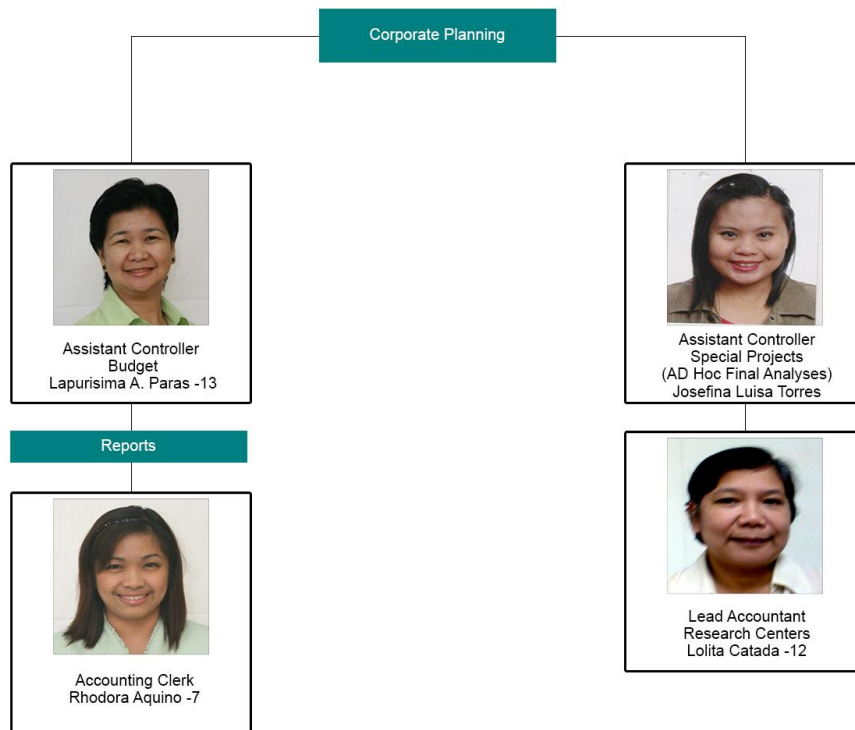 Corporate Planning
Assistant Controller
Budget
Lapurisima A. Paras -13
Assistant Controller
Special Projects
(AD Hoc Final Analyses)
Josefina Luisa Torres
Reports
Accounting Clerk
Rhodora Aquino -7
Lead Accountant
Research Centers
Lolita Catada -12